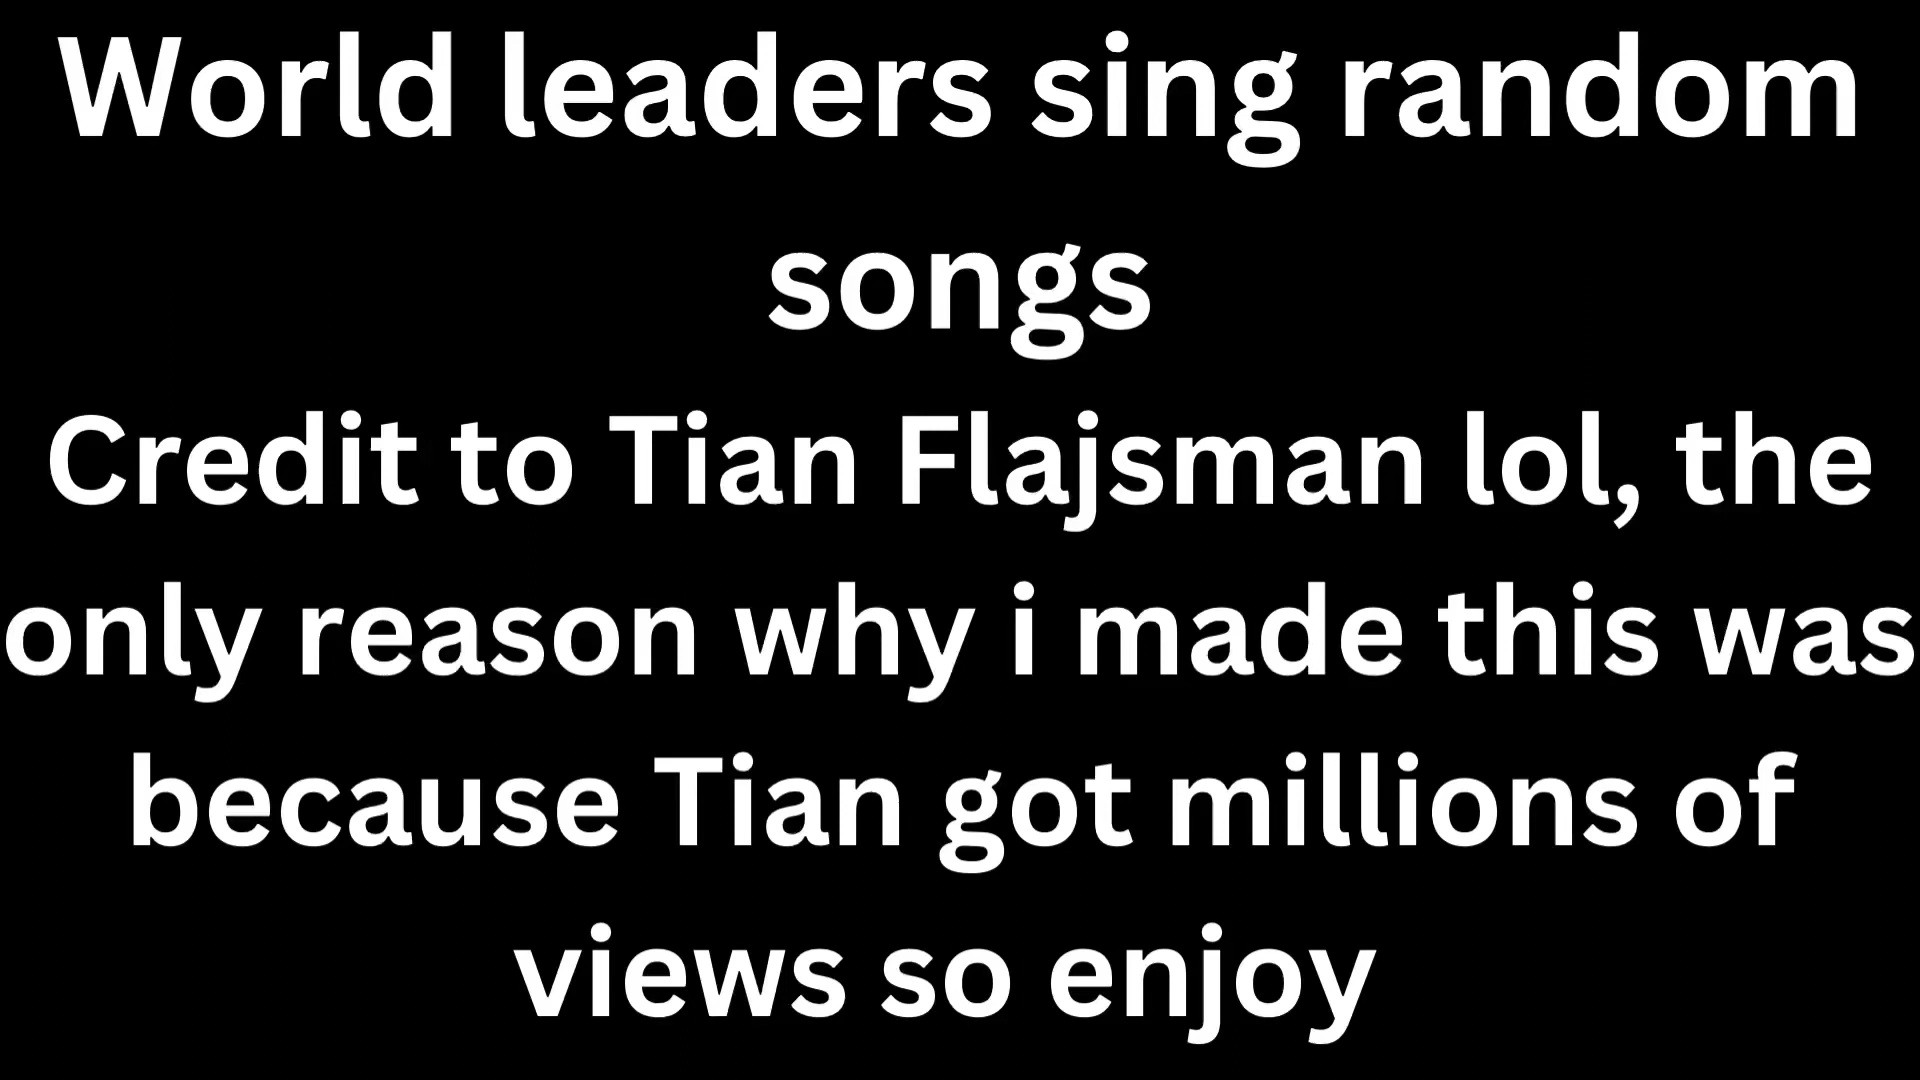 World leaders sing random
songs
Credit to Tian Flajsman lol, the
only reason why i made this was
because Tian got millions of
views so enjoy